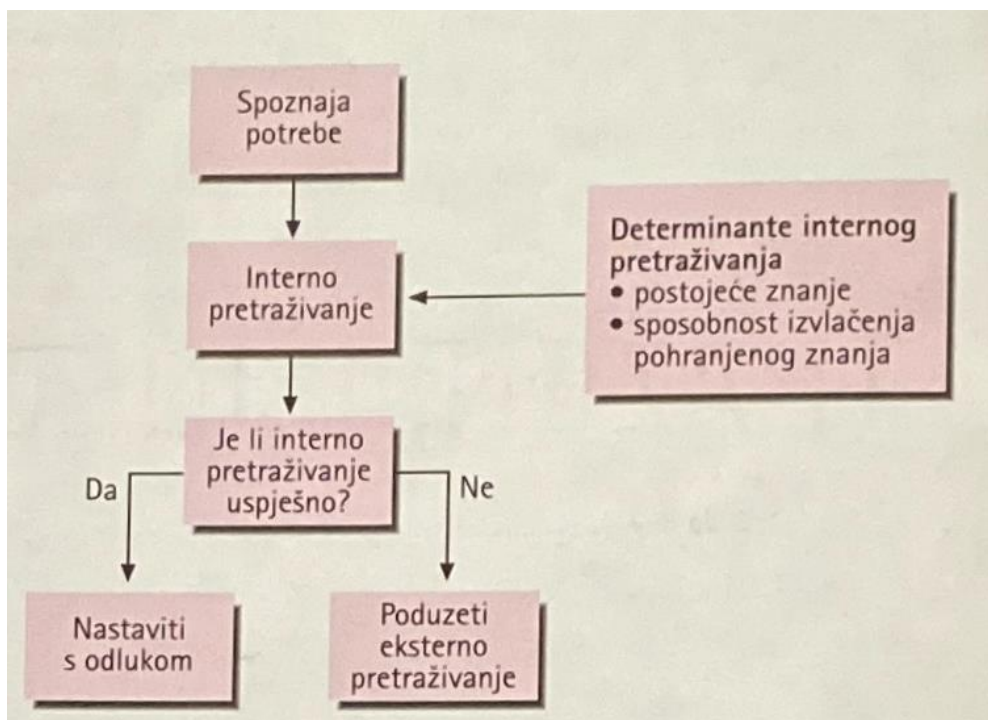 Spoznaja
potrebe
Interno
pretraživanje
Determinante internog
pretraživanja
• postojeće znanje
• sposobnost izvlačenja
pohranjenog znanja
Je li interno
pretraživanje
uspješno?
Da
Ne
Nastaviti
s odlukom
Poduzeti
eksterno
pretraživanje